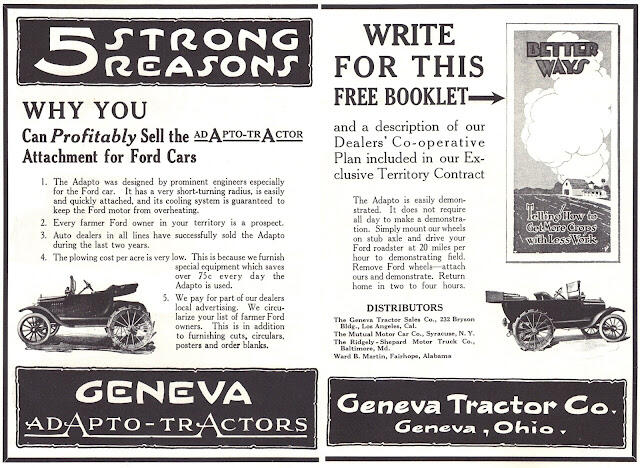 5 STRONG
REASONS
WHY YOU
Can Profitably Sell the ADAPTO-TRACTOR
Attachment for Ford Cars
1. The Adapto was designed by prominent engineers especially
for the Ford car. It has a very short-turning radius, is easily
and quickly attached, and its cooling system is guaranteed to
keep the Ford motor from overheating.
2. Every farmer Ford owner in your territory is a prospect.
3. Auto dealers in all lines have successfully sold the Adapto
during the last two years.
4. The plowing cost per acre is very low. This is because we furnish
special equipment which saves
over 75c every day the
Adapto is used.
5. We pay for part of our dealers
local advertising. We circu-
larize your list of farmer Ford
owners. This is in addition
to furnishing cuts, circulars,
posters and order blanks.
GENEVA
ADAPTO-TRACTORS
WRITE
FOR THIS
FREE BOOKLET
and a description of our
Dealers' Co-operative
Plan included in our Ex-
clusive Territory Contract
The Adapto is easily demon-
strated. It does not require
all day to make a demonstra-
tion. Simply mount our wheels
on stub axle and drive your
Ford roadster at 20 miles per
hour to demonstrating field.
Remove Ford wheels—attach
ours and demonstrate. Return
home in two to four hours.
DISTRIBUTORS
The Geneva Tractor Sales Co., 232 Bryson
Bldg., Los Angeles, Cal.
The Mutual Motor Car Co., Syracuse, N. Y.
The Ridgely-Shepard Motor Truck Co.,
Baltimore, Md.
Ward B. Martin, Fairhope, Alabama
BETTER
WAYS
Telling How to
Get More Crops
with Less Work
Geneva Tractor Co.
Geneva, Ohio.